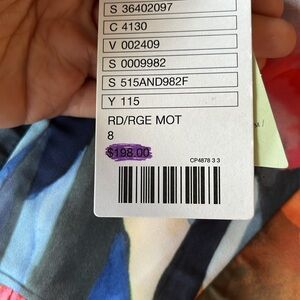 S 36402097
C 4130
V 002409
S 0009982
S 515AND982F
Y 115
RD/RGE MOT
8
$198.00
CP4878 3 3
M /